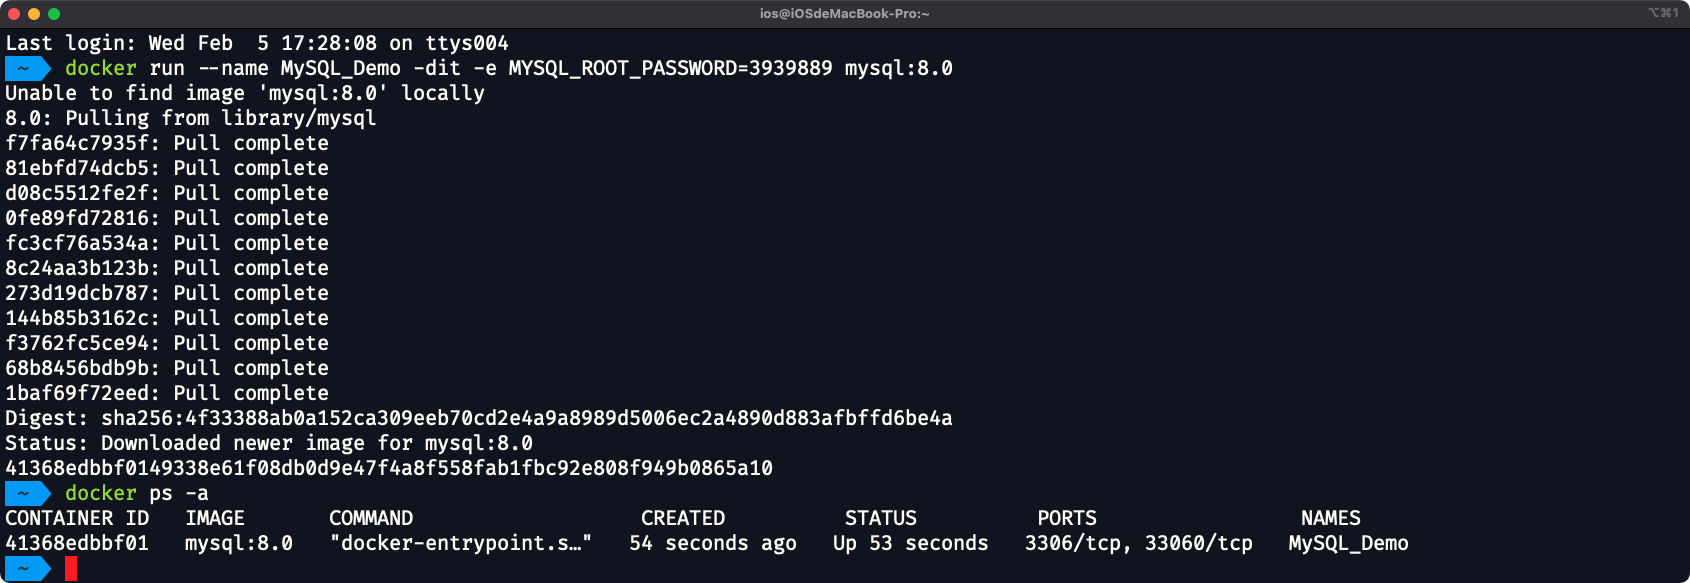 ios@iOSdeMacBook-Pro:~
⌥⌘1
Last login: Wed Feb  5 17:28:08 on ttys004
~ docker run --name MySQL_Demo -dit -e MYSQL_ROOT_PASSWORD=3939889 mysql:8.0
Unable to find image 'mysql:8.0' locally
8.0: Pulling from library/mysql
f7fa64c7935f: Pull complete
81ebfd74dcb5: Pull complete
d08c5512fe2f: Pull complete
0fe89fd72816: Pull complete
fc3cf76a534a: Pull complete
8c24aa3b123b: Pull complete
273d19dcb787: Pull complete
144b85b3162c: Pull complete
f3762fc5ce94: Pull complete
68b8456bdb9b: Pull complete
1baf69f72eed: Pull complete
Digest: sha256:4f33388ab0a152ca309eeb70cd2e4a9a8989d5006ec2a4890d883afbffd6be4a
Status: Downloaded newer image for mysql:8.0
41368edbbf0149338e61f08db0d9e47f4a8f558fab1fbc92e808f949b0865a10
~ docker ps -a
CONTAINER ID   IMAGE       COMMAND                   CREATED          STATUS          PORTS                 NAMES
41368edbbf01   mysql:8.0   "docker-entrypoint.s…"   54 seconds ago   Up 53 seconds   3306/tcp, 33060/tcp   MySQL_Demo
~